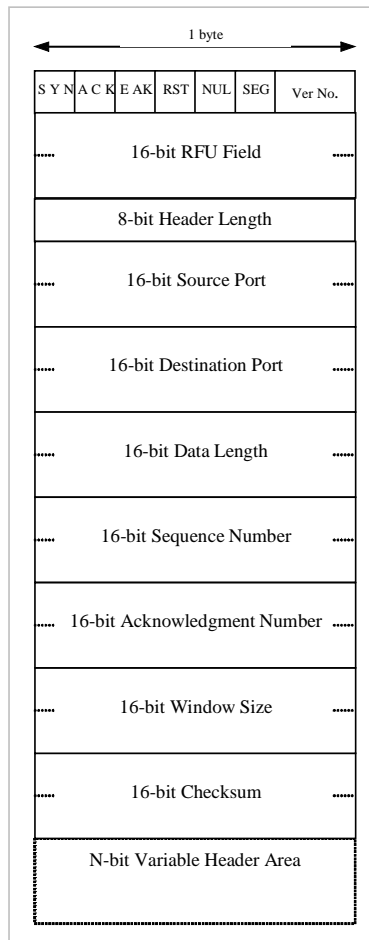 1 byte
S Y N A C K E AK RST NUL SEG Ver No.
16-bit RFU Field
8-bit Header Length
16-bit Source Port
16-bit Destination Port
16-bit Data Length
16-bit Sequence Number
16-bit Acknowledgment Number
16-bit Window Size
16-bit Checksum
N-bit Variable Header Area